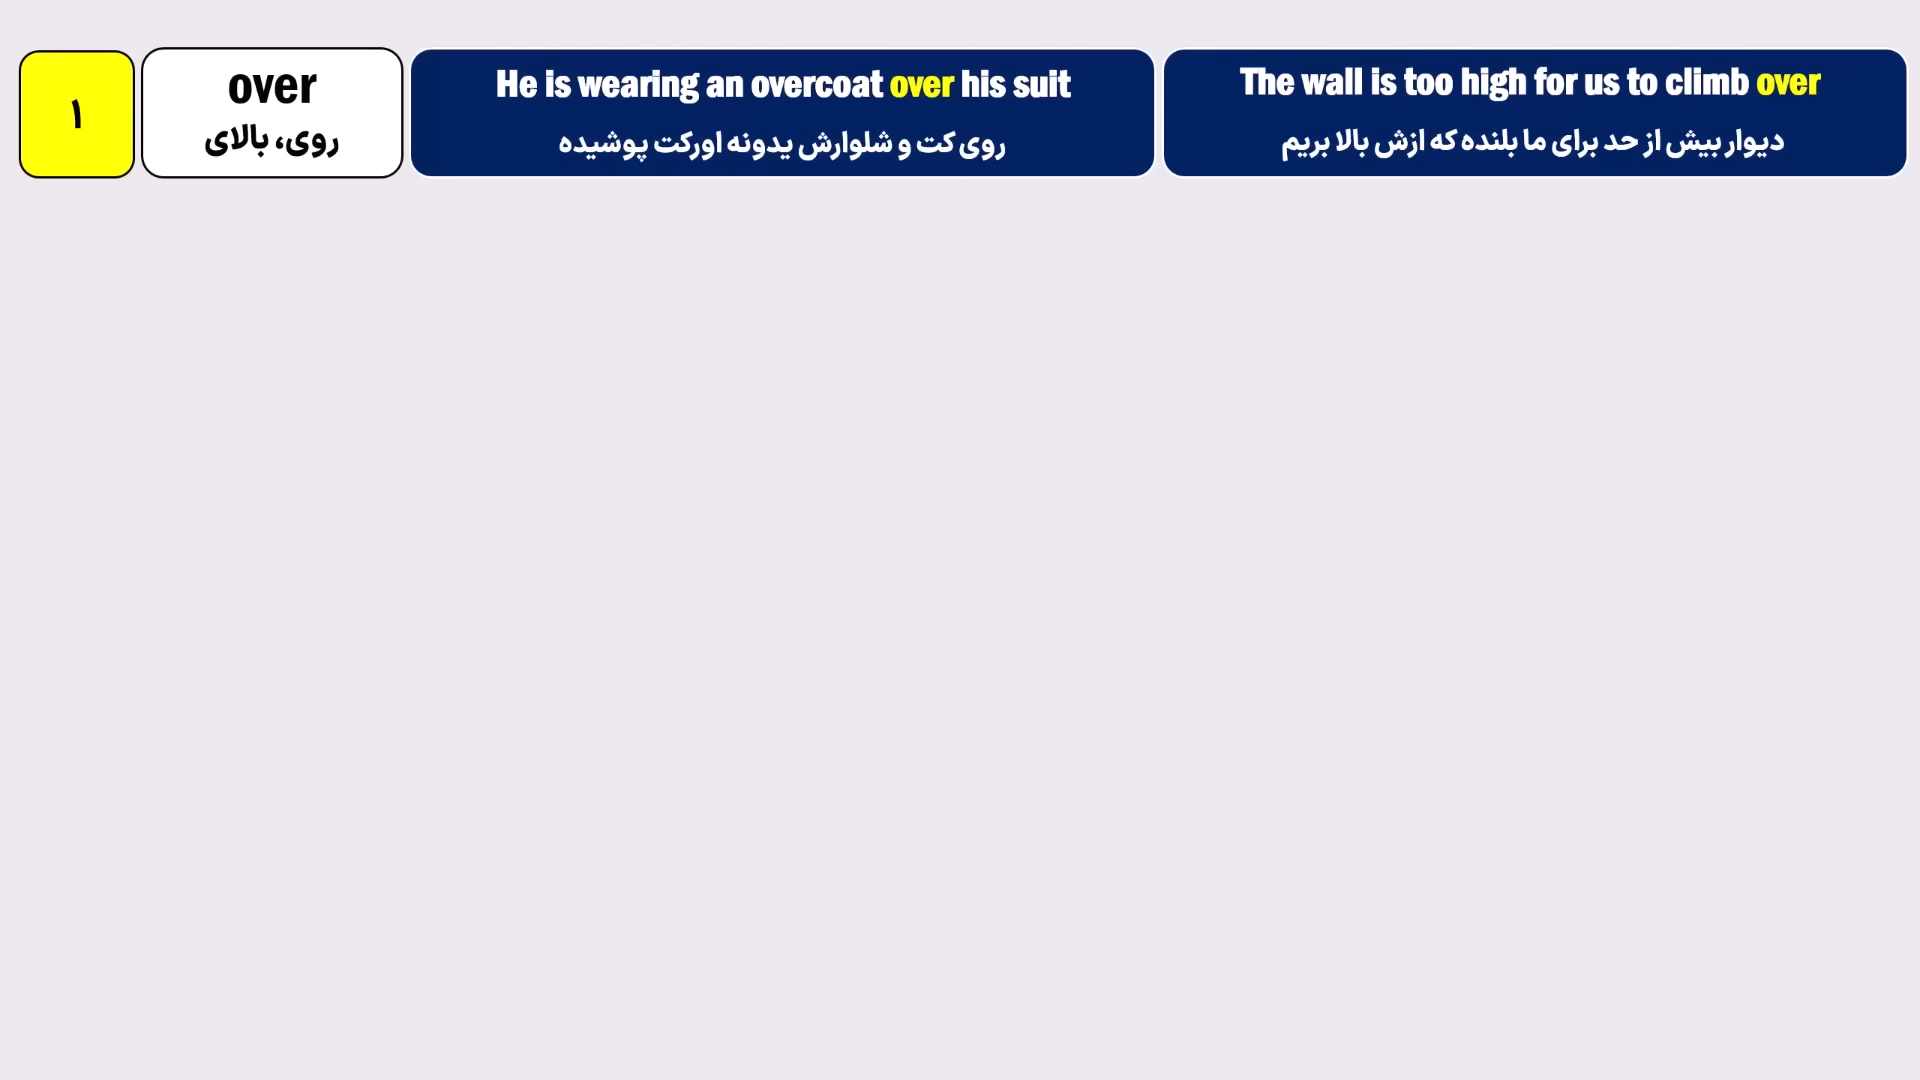 ۱
over
روی، بالای
He is wearing an overcoat over his suit
روی کت و شلوارش یدونه اورکت پوشیده
The wall is too high for us to climb over
دیوار بیش از حد برای ما بلنده که ازش بالا بریم